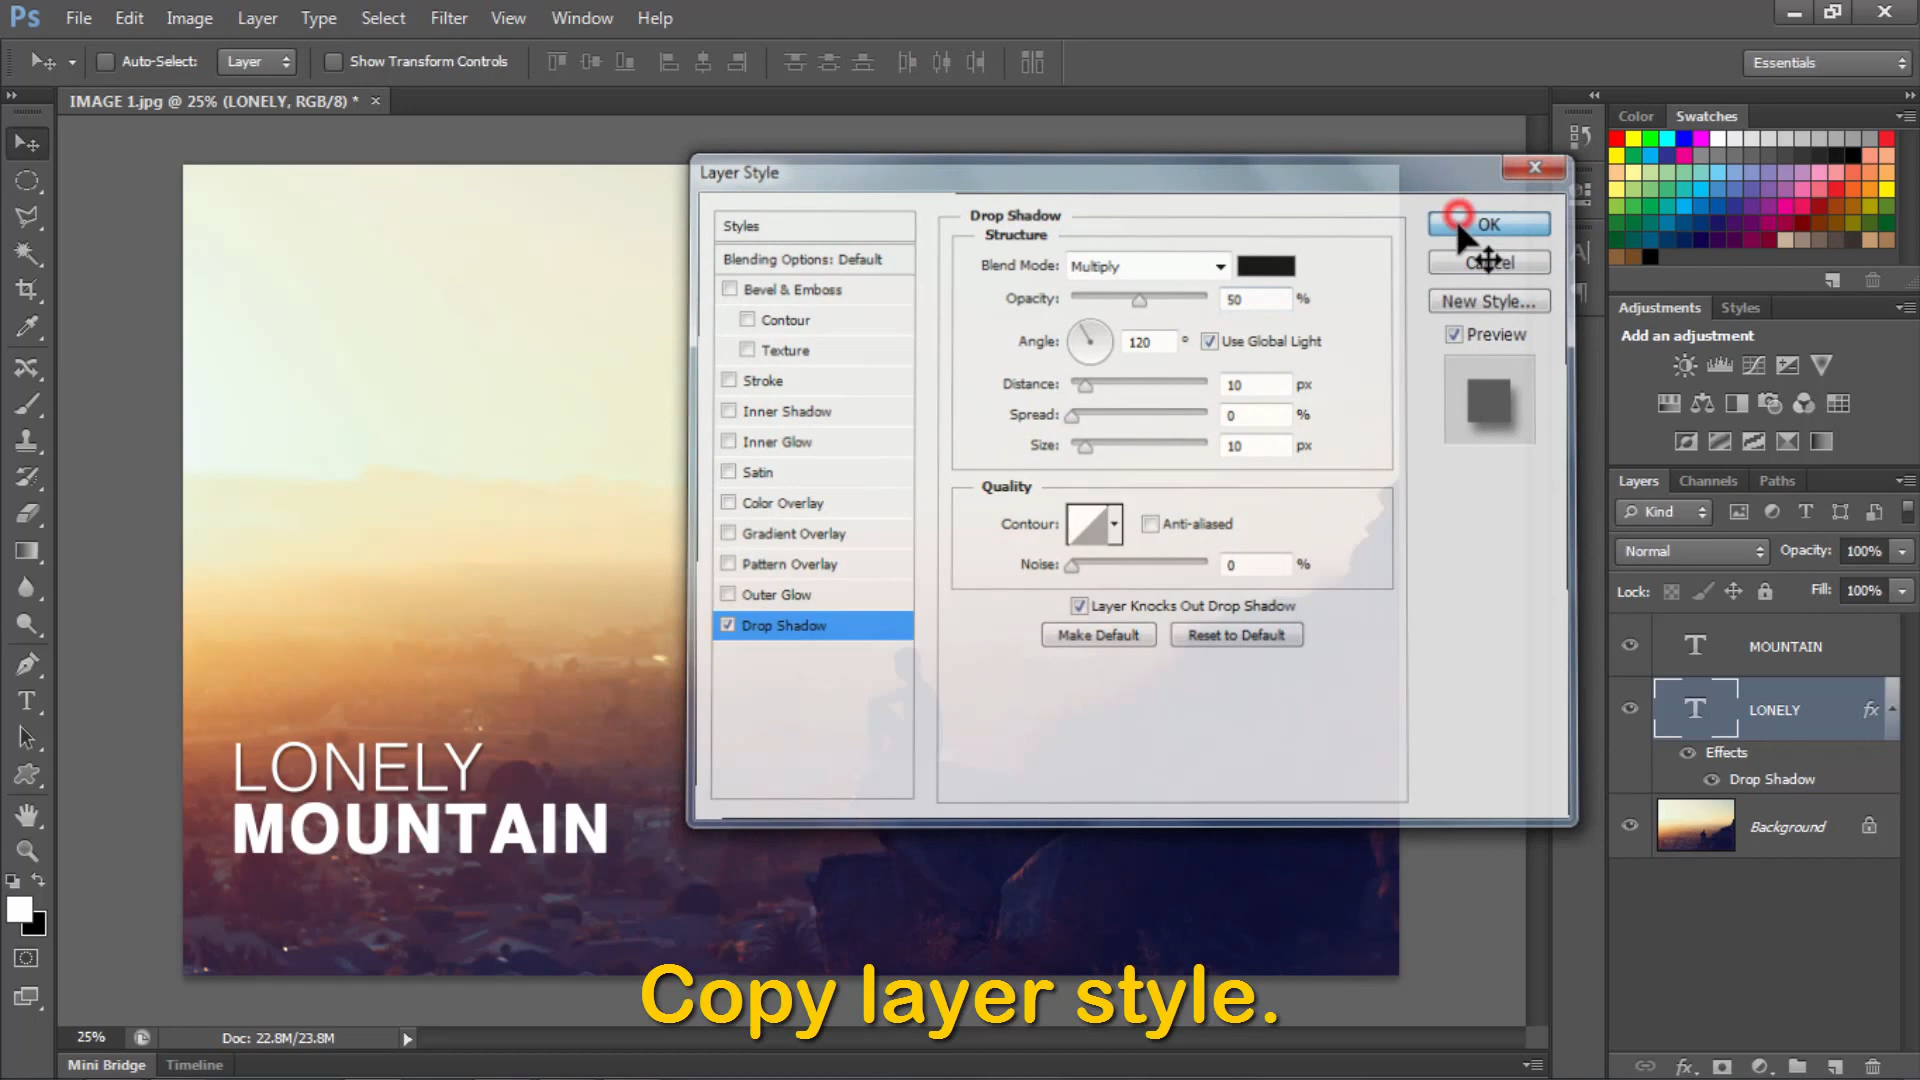 Ps File Edit Image Layer Type Select Filter View Window Help
Auto-Select: Layer Show Transform Controls Essentials
IMAGE 1.jpg @ 25% (LONELY, RGB/8) * ×
Color Swatches
Layer Style
Styles
Blending Options: Default
Bevel & Emboss
Contour
Texture
Stroke
Inner Shadow
Inner Glow
Satin
Color Overlay
Gradient Overlay
Pattern Overlay
Outer Glow
Drop Shadow
Drop Shadow
Structure
Blend Mode: Multiply
Opacity: 50 %
Angle: 120 ° Use Global Light
Distance: 10 px
Spread: 0 %
Size: 10 px
Quality
Contour: Anti-aliased
Noise: 0 %
Layer Knocks Out Drop Shadow
Make Default Reset to Default
OK
Cancel
New Style...
Preview
Adjustments Styles
Add an adjustment
Layers Channels Paths
Kind
Normal Opacity: 100%
Lock: Fill: 100%
T MOUNTAIN
T LONELY fx
Effects
Drop Shadow
Background
LONELY
MOUNTAIN
Copy layer style.
25% Doc: 22.8M/23.8M
Mini Bridge Timeline
fx